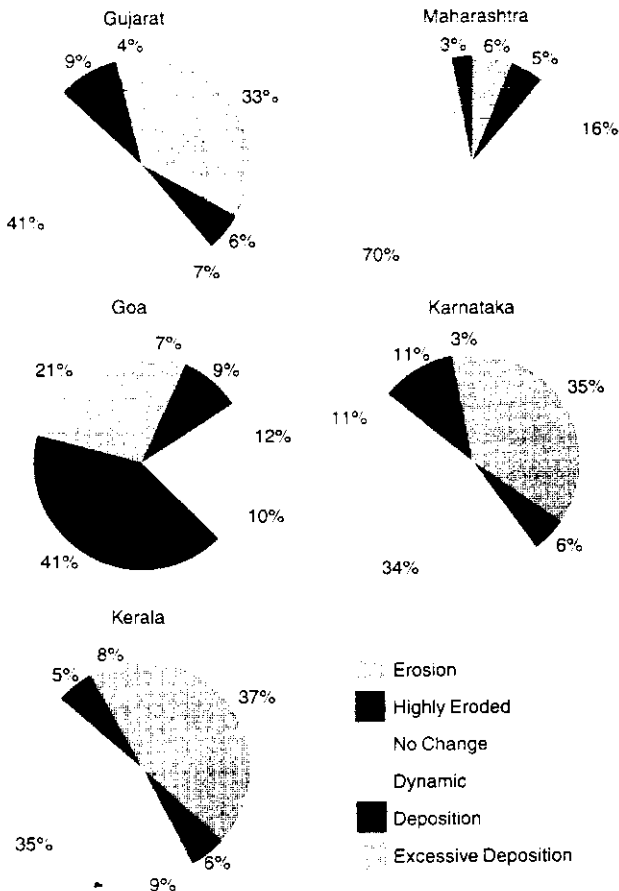 Gujarat
4%
9%
33%
41%
6%
7%
Maharashtra
3%
6%
5%
16%
70%
Goa
7%
9%
21%
12%
10%
41%
Karnataka
3%
11%
35%
11%
6%
34%
Kerala
8%
5%
37%
35%
6%
9%
Erosion
Highly Eroded
No Change
Dynamic
Deposition
Excessive Deposition